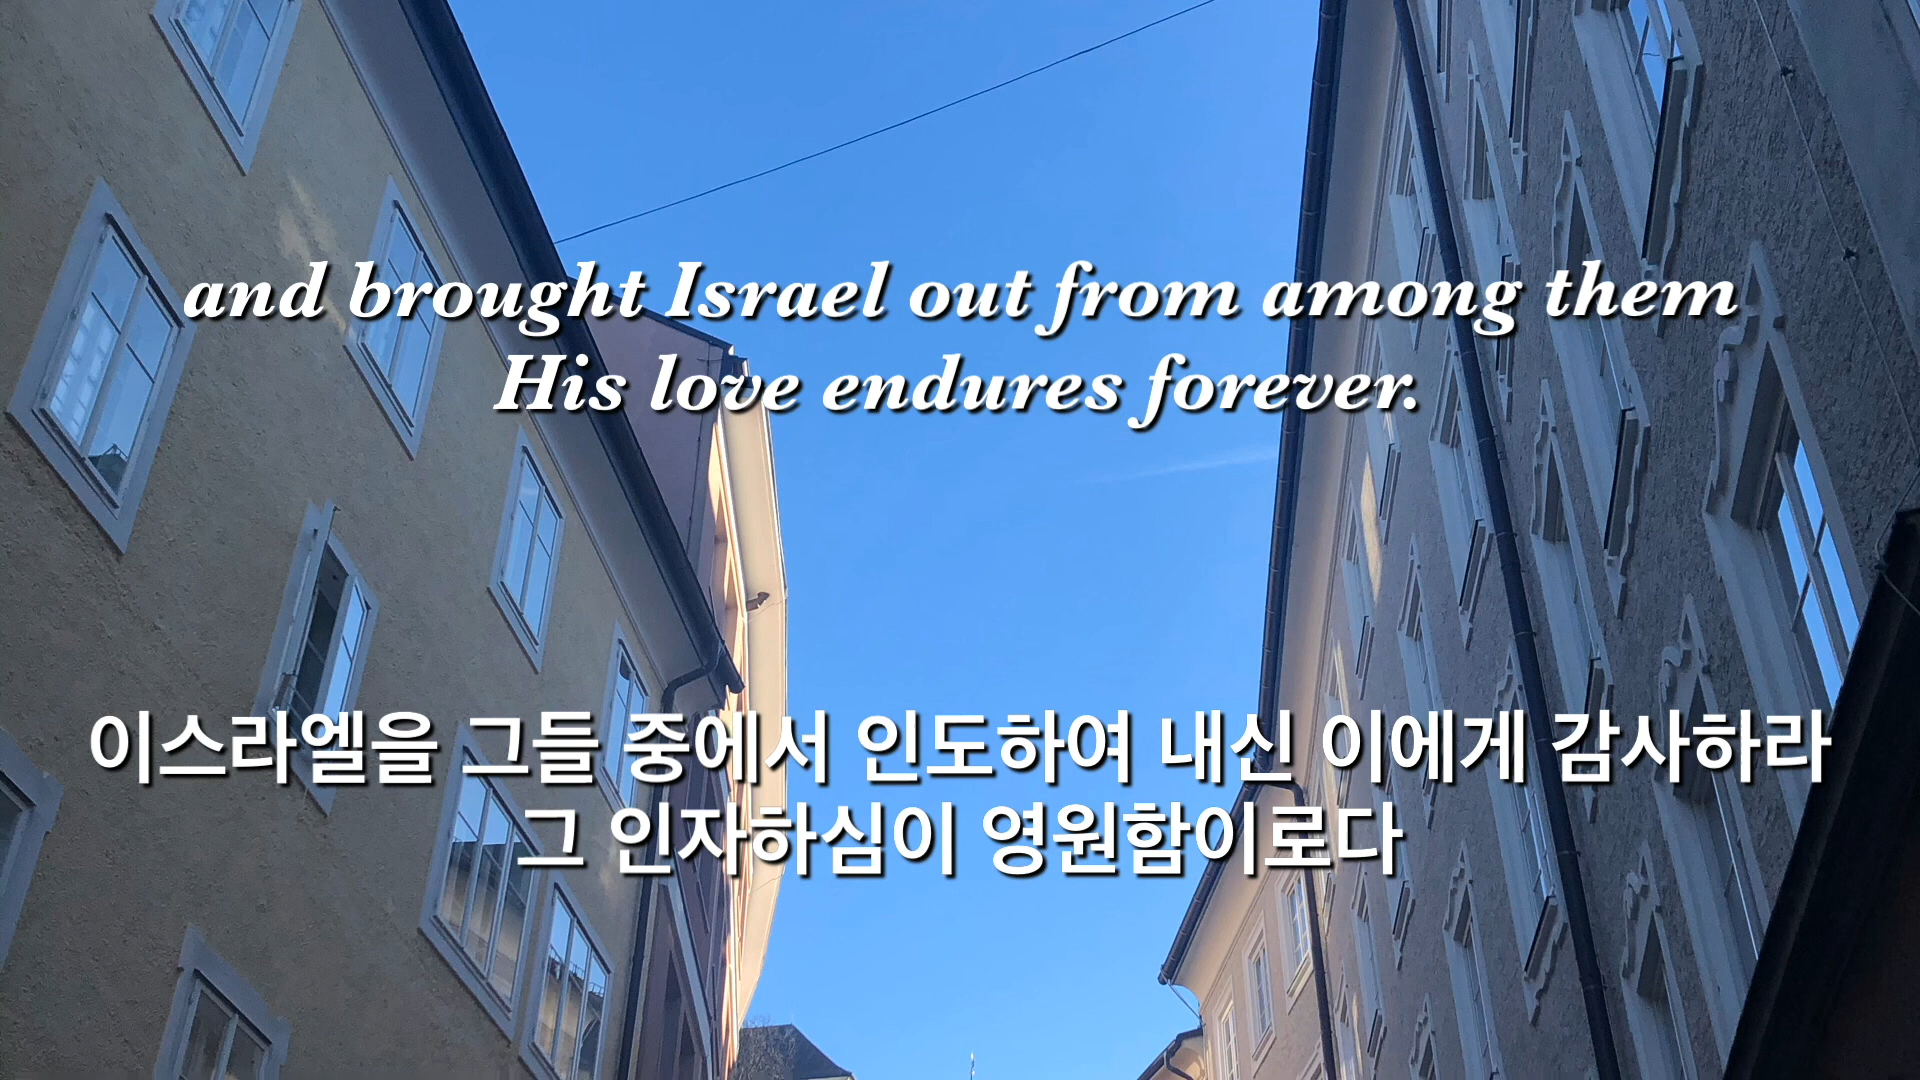 and brought Israel out from among them
His love endures forever.
이스라엘을 그들 중에서 인도하여 내신 이에게 감사하라
그 인자하심이 영원함이로다